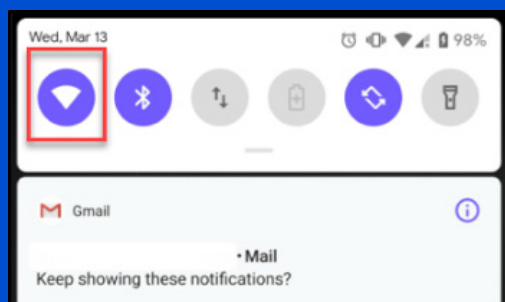 Wed, Mar 13 98%
Gmail
• Mail
Keep showing these notifications?